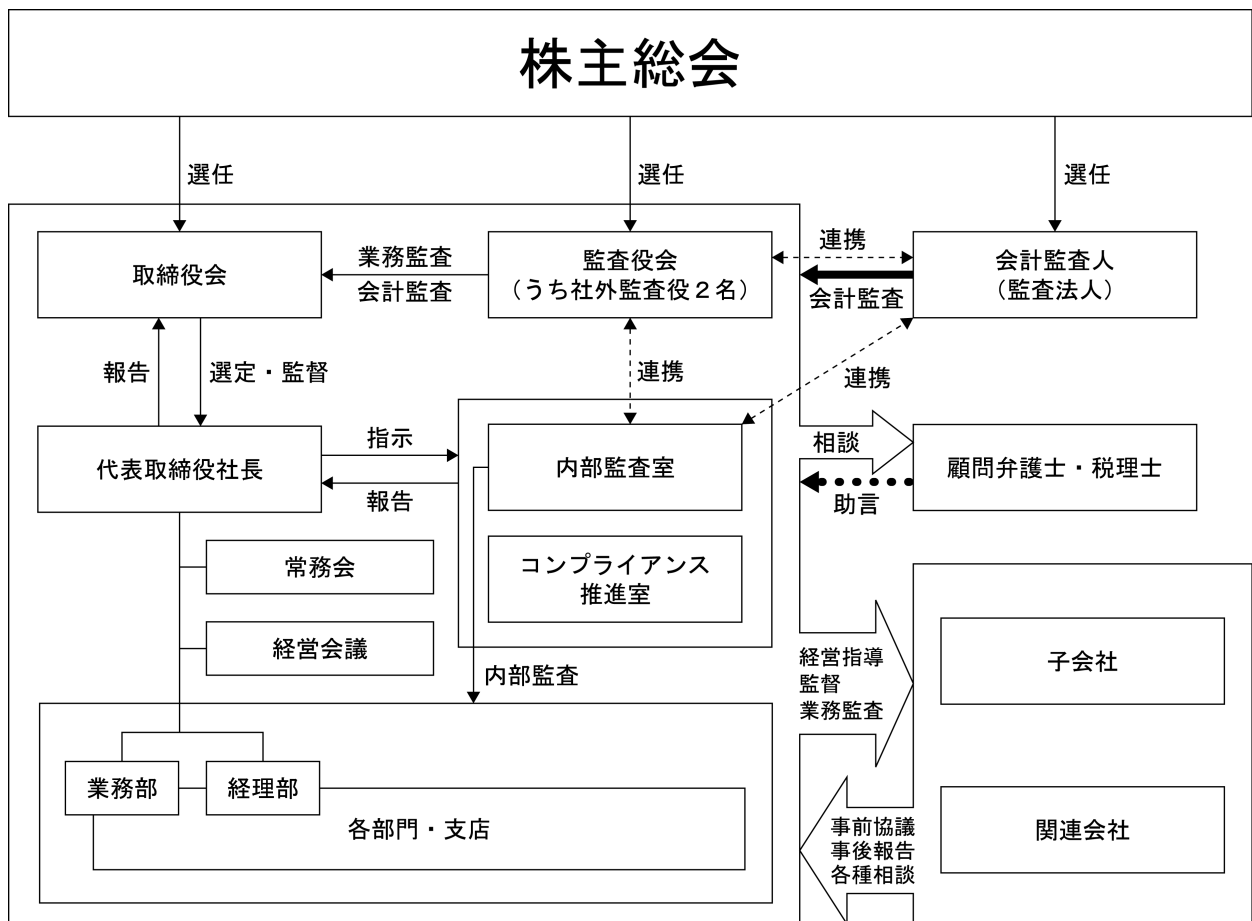 株主総会
選任
選任
選任
取締役会
業務監査
会計監査
監査役会
（うち社外監査役２名）
連携
会計監査
会計監査人
（監査法人）
報告
選定・監督
連携
連携
代表取締役社長
指示
報告
内部監査室
相談
助言
顧問弁護士・税理士
常務会
コンプライアンス
推進室
経営会議
内部監査
経営指導
監督
業務監査
子会社
業務部
経理部
各部門・支店
事前協議
事後報告
各種相談
関連会社